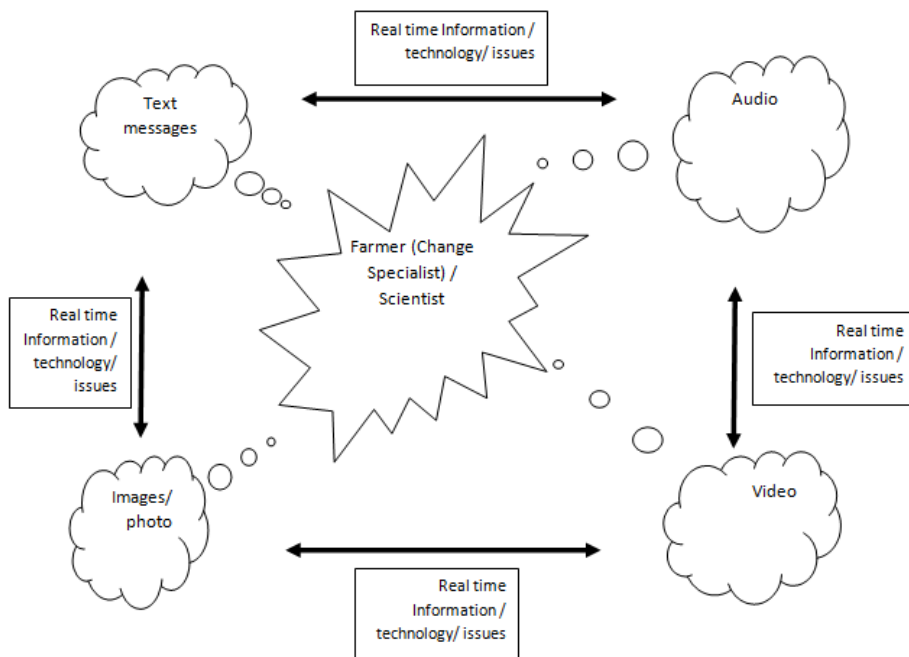 Real time Information /
technology/ issues
Text
messages
Audio
Farmer (Change
Specialist) /
Scientist
Real time
Information /
technology/
issues
Real time
Information /
technology/ issues
Images/
photo
Video
Real time
Information /
technology/ issues